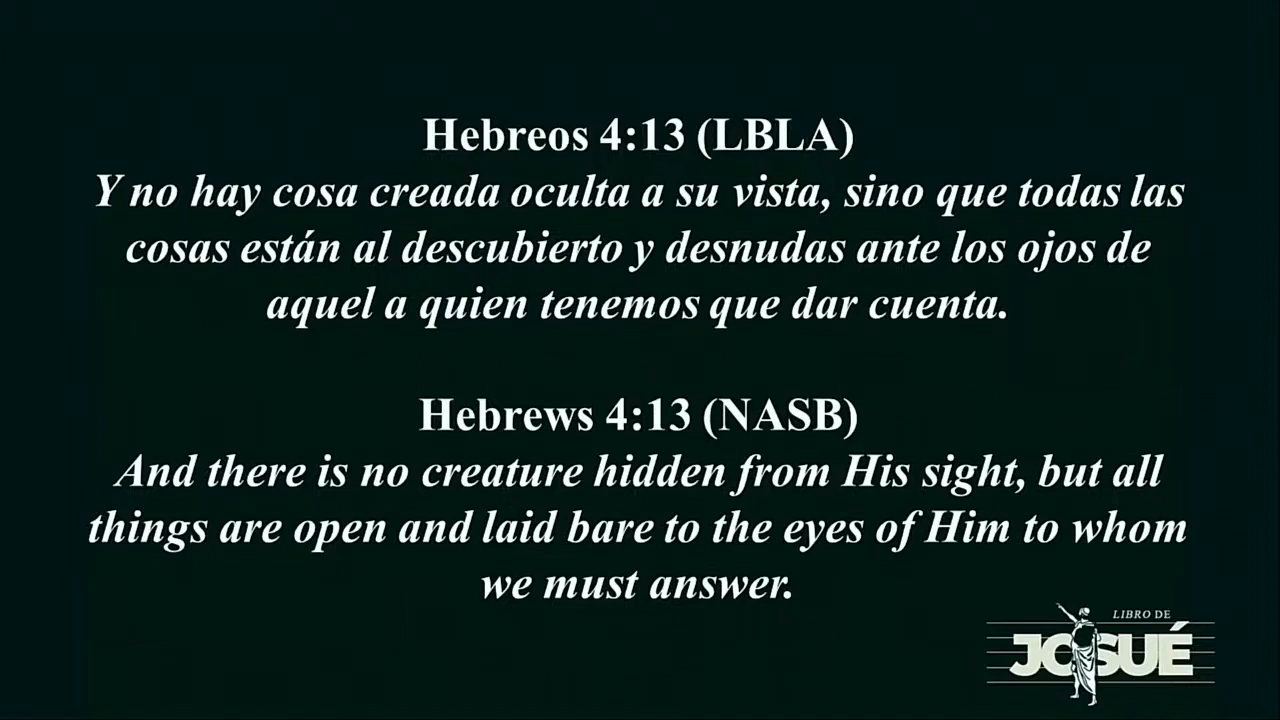 Hebreos 4:13 (LBLA)
Y no hay cosa creada oculta a su vista, sino que todas las
cosas están al descubierto y desnudas ante los ojos de
aquel a quien tenemos que dar cuenta.
Hebrews 4:13 (NASB)
And there is no creature hidden from His sight, but all
things are open and laid bare to the eyes of Him to whom
we must answer.
LIBRO DE
JOSUÉ